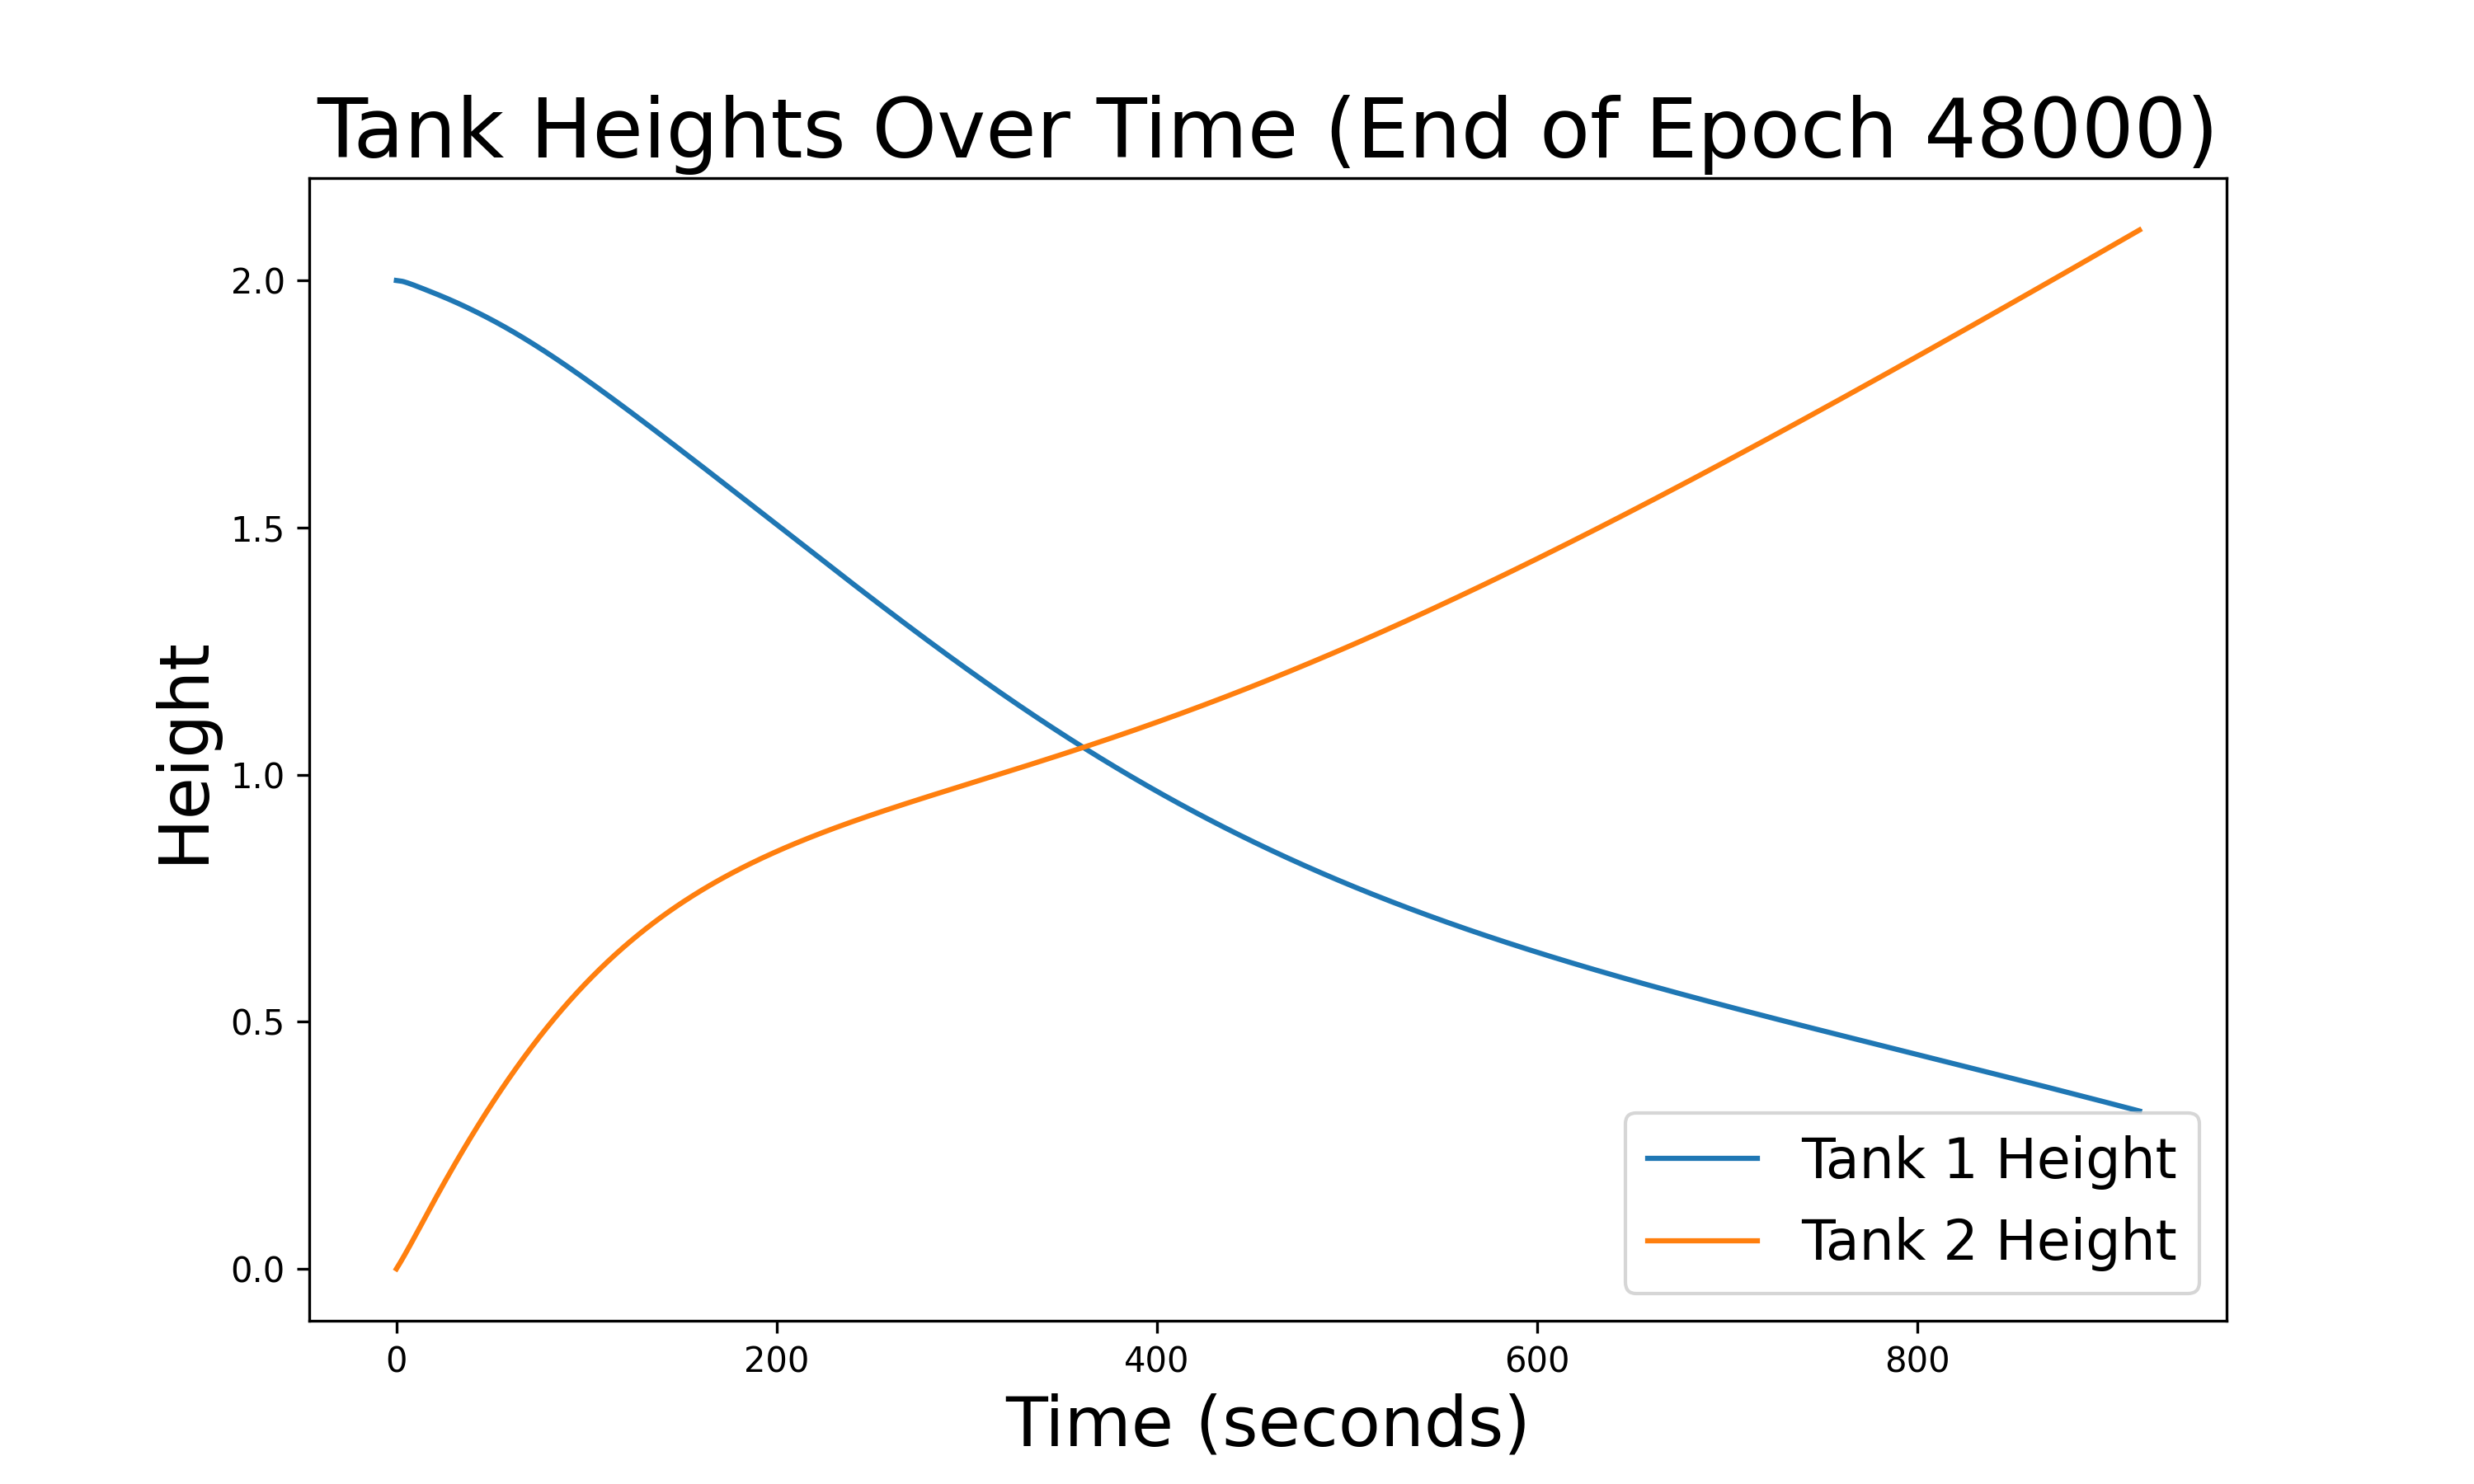 Tank Heights Over Time (End of Epoch 48000)
Height
2.0
1.5
1.0
0.5
0.0
Tank 1 Height
Tank 2 Height
0 200 400 600 800
Time (seconds)